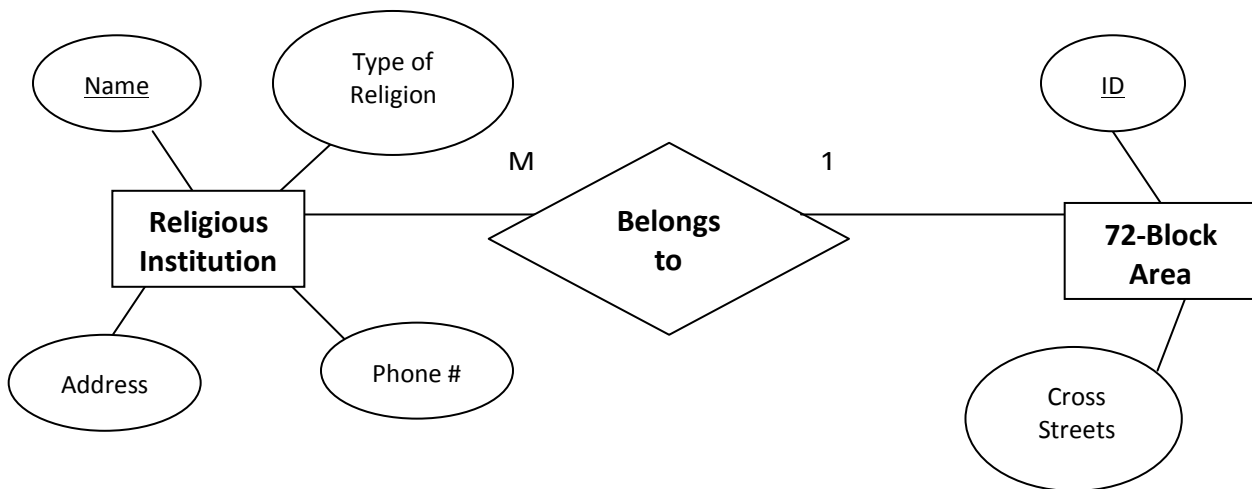 Name
Type of
Religion
ID
M
1
Religious
Institution
Belongs
to
72-Block
Area
Address
Phone #
Cross
Streets